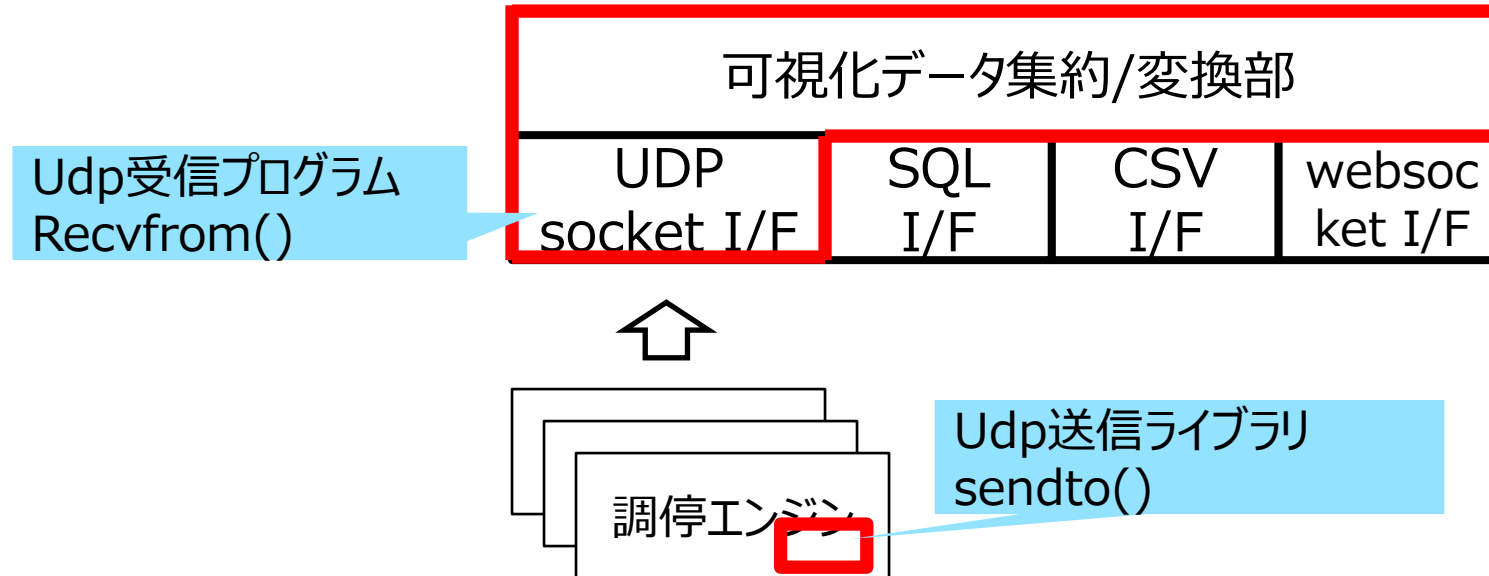 可視化データ集約/変換部
Udp受信プログラム
Recvfrom()
UDP
socket I/F
SQL
I/F
CSV
I/F
websoc
ket I/F
Udp送信ライブラリ
sendto()
調停エンジン